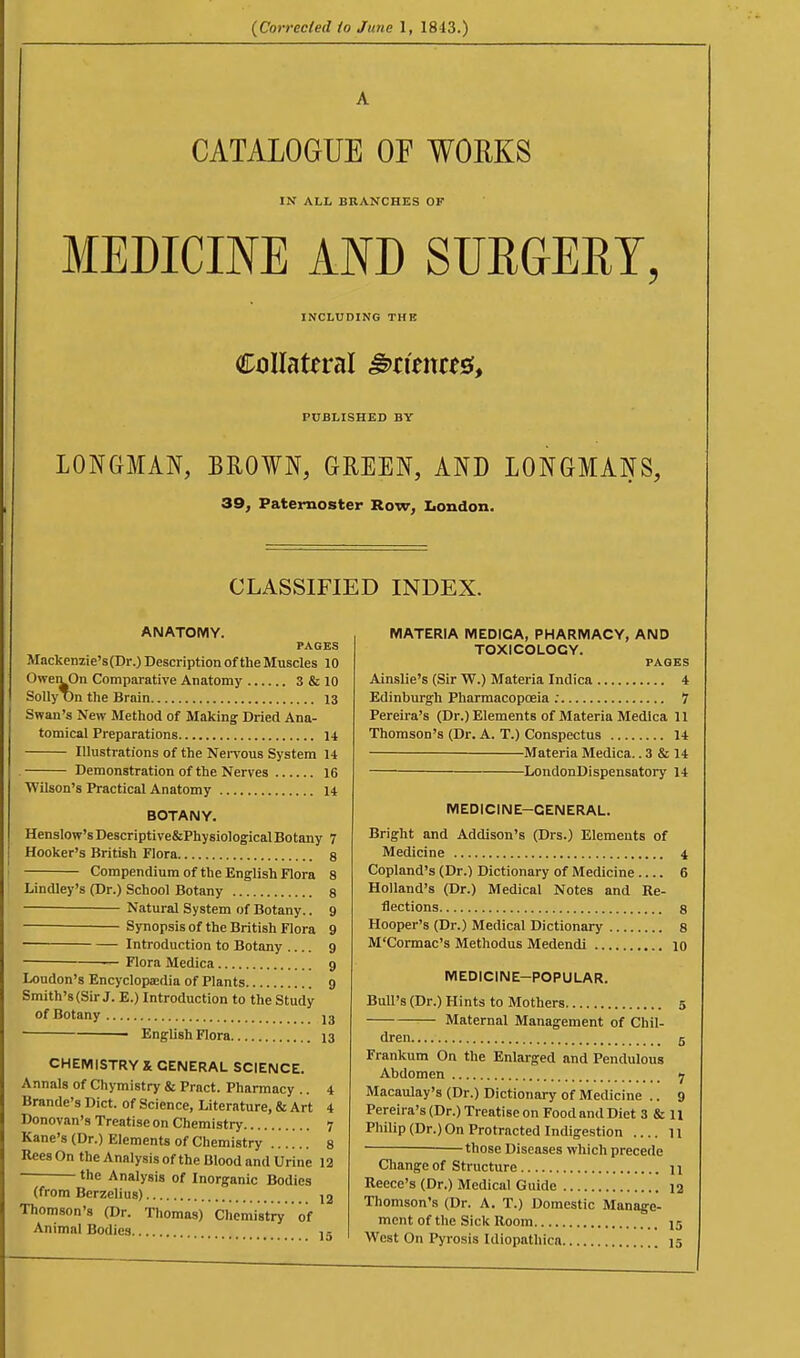 (Corrected to June 1, 1843.)
A
CATALOGUE OF WORKS
IN ALL BRANCHES OF
MEDICINE AND SURGERY,
INCLUDING THE
Collateral Sciences,
PUBLISHED BY
LONGMAN, BROWN, GREEN, AND LONGMANS,
39, Paternoster Row, London.
CLASSIFIED INDEX.
ANATOMY.
PAGES
Mackenzie's(Dr.) Description of the Muscles 10
Owen On Comparative Anatomy ...... 3 & 10
Solly On the Brain........................ 13
Swan's New Method of Making Dried Ana-
tomical Preparations.................... 14
—— Illustrations of the Nervous System 14
—— Demonstration of the Nerves ...... 16
Wilson's Practical Anatomy ............... 14
BOTANY.
Henslow's Descriptive&Physiological Botany 7
Hooker's British Flora.................... 8
—— Compendium of the English Flora 8
Lindley's (Dr.) School Botany ............ 8
—— Natural System of Botany.. 9
—— Synopsis of the British Flora 9
—— Introduction to Botany .... 9
—— Flora Medica.............. 9
Loudon's Encyclopædia of Plants.......... 9
Smith's (Sir J. E.) Introduction to the Study
of Botany .............................. 13
—— English Flora............ 13
CHEMISTRY & GENERAL SCIENCE.
Annals of Chymistry & Pract. Pharmacy .. 4
Brande's Dict. of Science, Literature, & Art 4
Donovan's Treatise on Chemistry.......... 7
Kane's (Dr.) Elements of Chemistry ...... 8
Rees On the Analysis of the Blood and Urine 12
—— the Analysis of Inorganic Bodies
(from Berzelius)........................ 12
Thomson's (Dr. Thomas) Chemistry of
Animal Bodies.......................... 15
MATERIA MEDICA, PHARMACY, AND
TOXICOLOGY.
PAGES
Ainslie's (Sir W.) Materia Indica .......... 4
Edinburgh Pharmacopœia .................. 7
Pereira's (Dr.) Elements of Materia Medica 11
Thomson's (Dr. A. T.) Conspectus ........ 14
—— Materia Medica.. 3 & 14
—— LondonDispensatory 14
MEDICINE—GENERAL.
Bright and Addison's (Drs.) Elements of
Medicine .............................. 4
Copland's (Dr.) Dictionary of Medicine .... 6
Holland's (Dr.) Medical Notes and Re-
flections................................ 8
Hooper's (Dr.) Medical Dictionary ........ 8
M'Cormac's Methodus Medendi .......... 10
MEDICINE—POPULAR.
Bull's (Dr.) Hints to Mothers.............. 5
—— Maternal Management of Chil-
dren.................................... 5
Frankum On the Enlarged and Pendulous
Abdomen .............................. 7
Macaulay's (Dr.) Dictionary of Medicine .. 9
Pereira's (Dr.) Treatise on Food and Diet 3 & 11
Philip (Dr.) On Protracted Indigestion .... 11
—— those Diseases which precede
Change of Structure.................... 11
Reece's (Dr.) Medical Guide .............. 12
Thomson's (Dr. A. T.) Domestic Manage-
ment of the Sick Room.................. 15
West On Pyrosis Idiopathica.............. 15